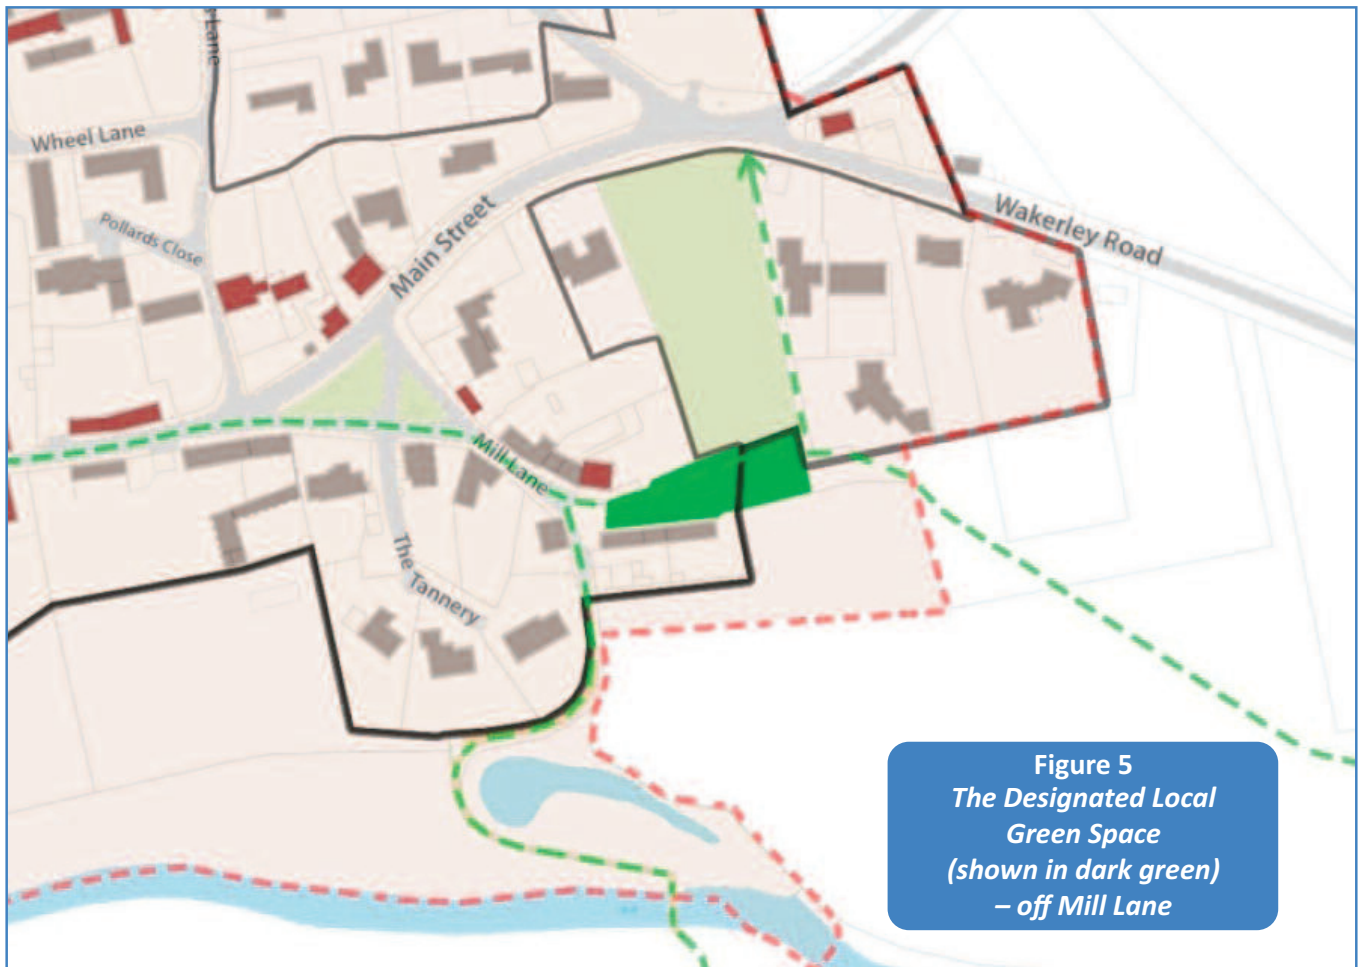 Lane
Wheel Lane
Pollards Close
Main Street
Wakerley Road
Mill Lane
The Tannery
Figure 5
The Designated Local
Green Space
(shown in dark green)
– off Mill Lane